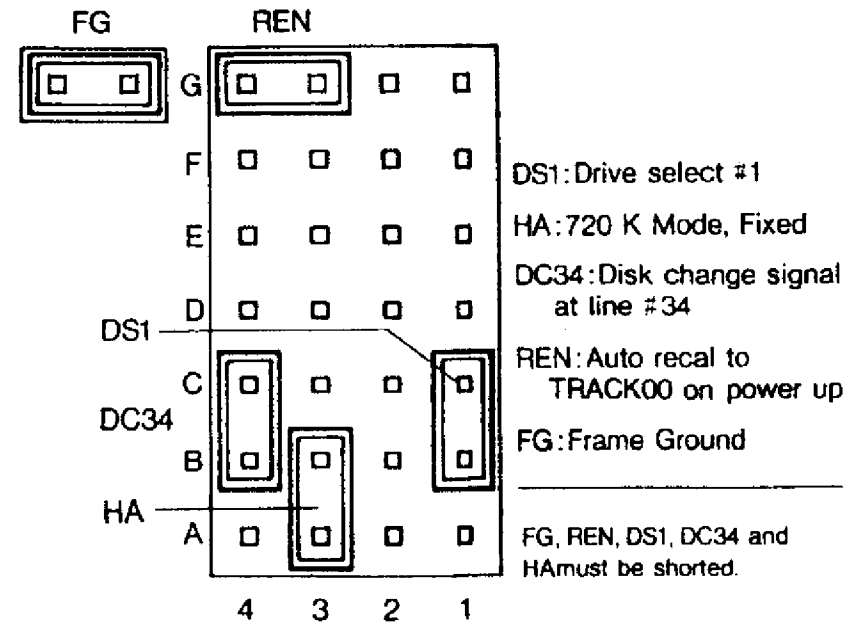 FG REN
G
F
E
D
DS1
C
DC34
B
HA
A
4 3 2 1
DS1:Drive select #1
HA:720 K Mode, Fixed
DC34:Disk change signal
at line #34
REN:Auto recal to
TRACK00 on power up
FG:Frame Ground
FG, REN, DS1, DC34 and
HAmust be shorted.